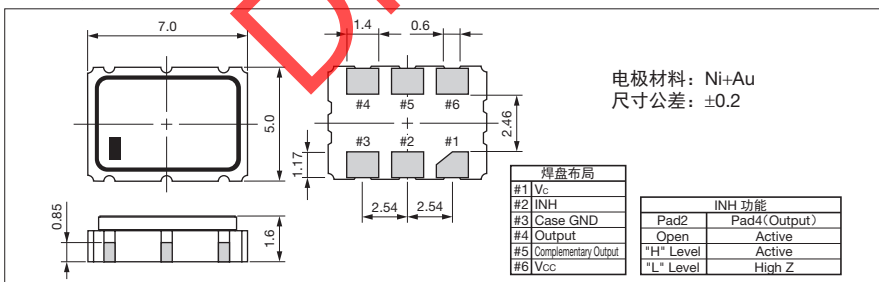 7.0
5.0
0.85
1.6
1.4
0.6
#4 #5 #6
#3 #2 #1
2.46
1.17
2.54 2.54
电极材料：Ni+Au
尺寸公差：±0.2
焊盘布局
#1 Vc
#2 INH
#3 Case GND
#4 Output
#5 Complementary Output
#6 Vcc
INH 功能
Pad2 Pad4(Output)
Open Active
"H" Level Active
"L" Level High Z